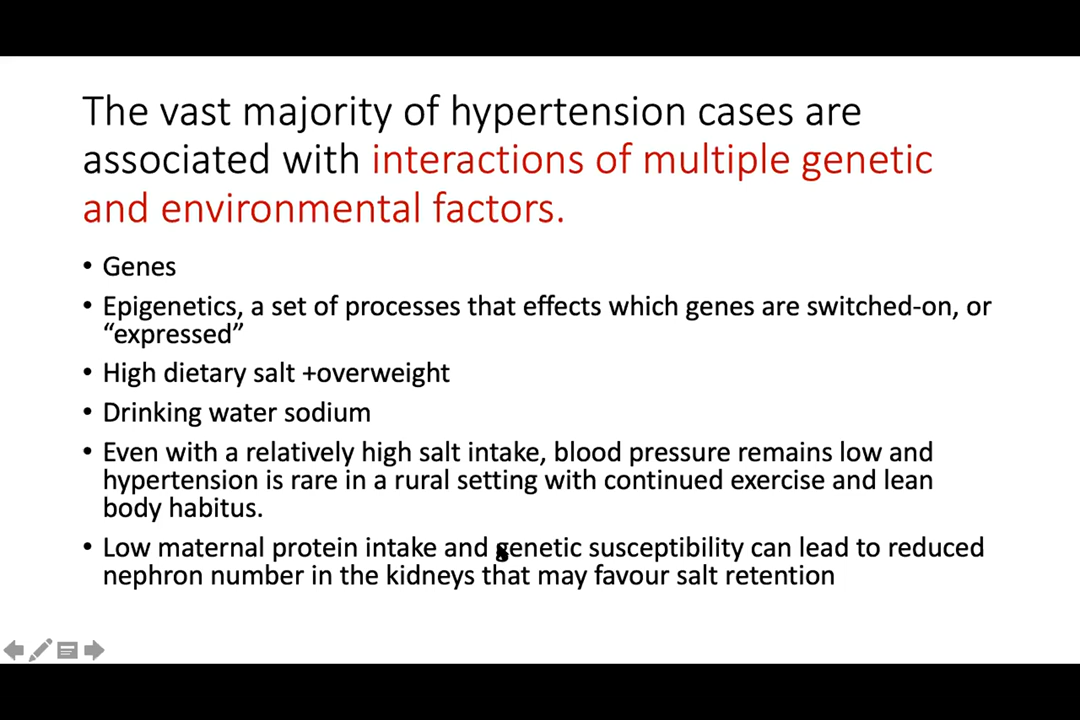 The vast majority of hypertension cases are
associated with interactions of multiple genetic
and environmental factors.
• Genes
• Epigenetics, a set of processes that effects which genes are switched-on, or
“expressed”
• High dietary salt +overweight
• Drinking water sodium
• Even with a relatively high salt intake, blood pressure remains low and
hypertension is rare in a rural setting with continued exercise and lean
body habitus.
• Low maternal protein intake and genetic susceptibility can lead to reduced
nephron number in the kidneys that may favour salt retention